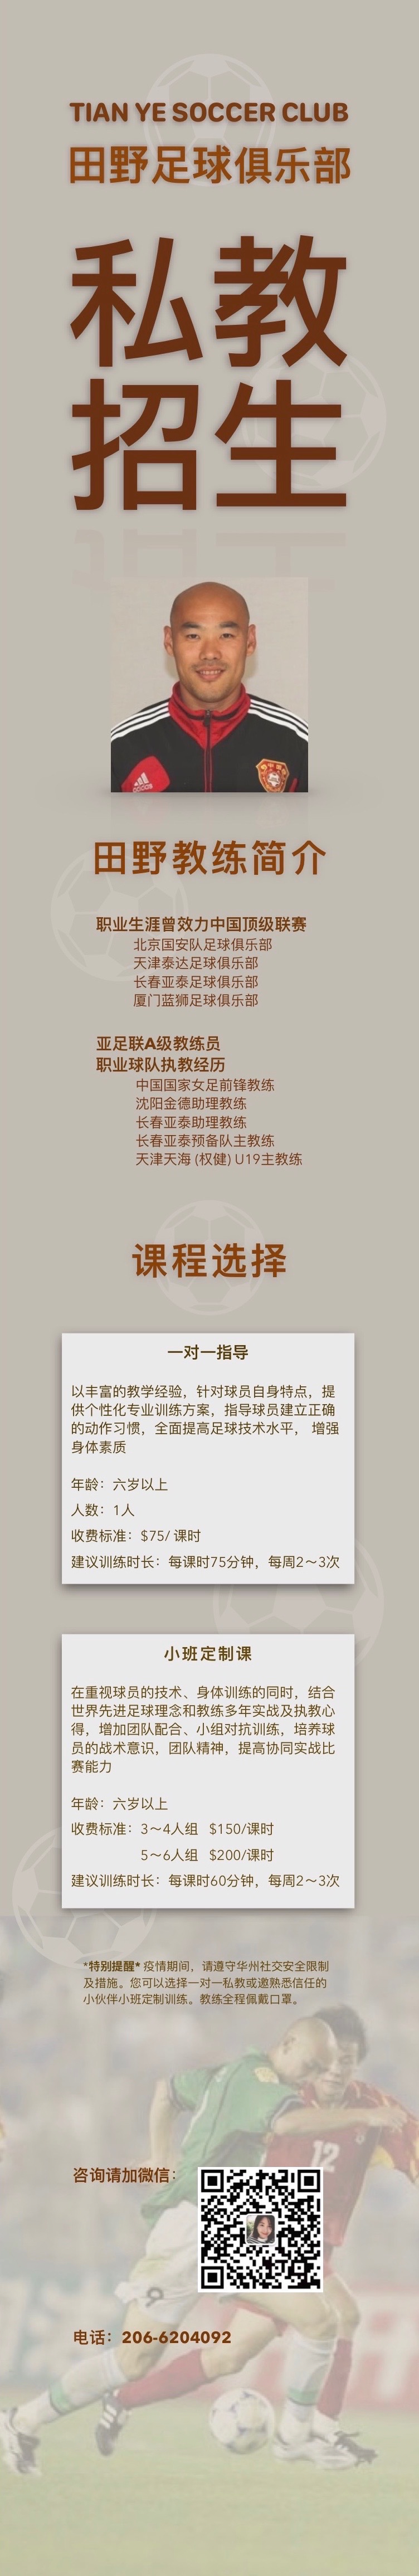 TIAN YE SOCCER CLUB
田野足球俱乐部
私教
招生
adidas
田野教练简介
职业生涯曾效力中国顶级联赛
北京国安队足球俱乐部
天津泰达足球俱乐部
长春亚泰足球俱乐部
厦门蓝狮足球俱乐部
亚足联A级教练员
职业球队执教经历
中国国家女足前锋教练
沈阳金德助理教练
长春亚泰助理教练
长春亚泰预备队主教练
天津天海 (权健) U19主教练
课程选择
一对一指导
以丰富的教学经验，针对球员自身特点，提
供个性化专业训练方案，指导球员建立正确
的动作习惯，全面提高足球技术水平， 增强
身体素质
年龄：六岁以上
人数：1人
收费标准：$75/ 课时
建议训练时长：每课时75分钟，每周2～3次
小班定制课
在重视球员的技术、身体训练的同时，结合
世界先进足球理念和教练多年实战及执教心
得，增加团队配合、小组对抗训练，培养球
员的战术意识，团队精神，提高协同实战比
赛能力
年龄：六岁以上
收费标准：3～4人组 $150/课时
5～6人组 $200/课时
建议训练时长：每课时60分钟，每周2～3次
*特别提醒* 疫情期间，请遵守华州社交安全限制
及措施。您可以选择一对一私教或邀熟悉信任的
小伙伴小班定制训练。教练全程佩戴口罩。
12
咨询请加微信：
电话：206-6204092